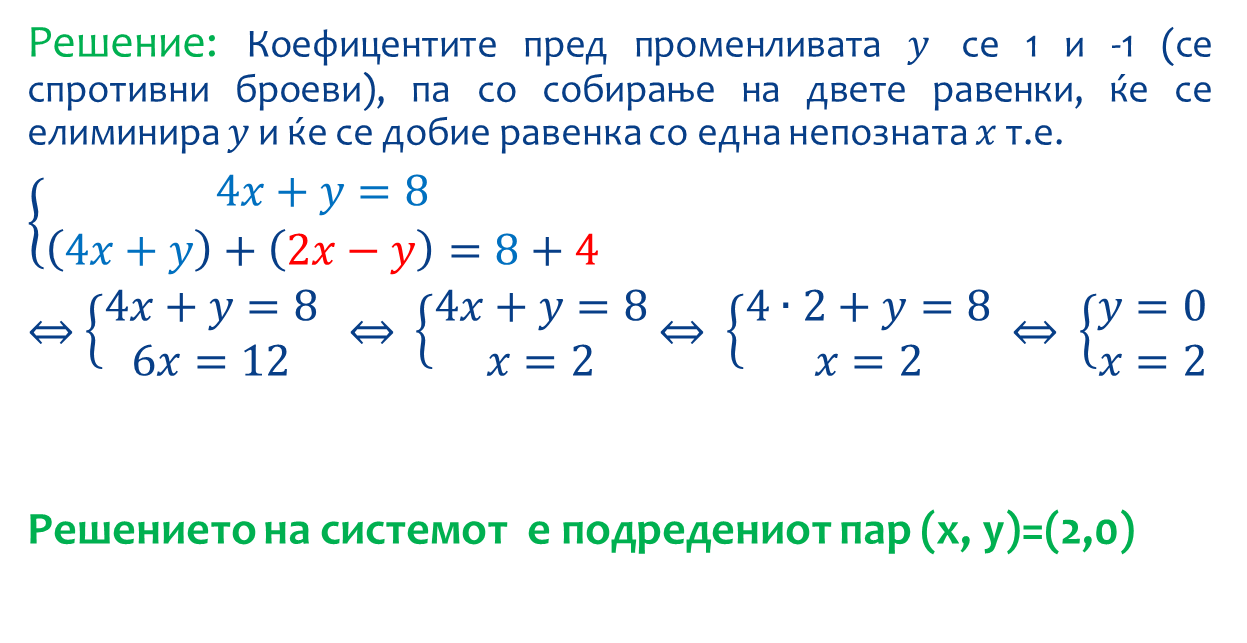 Решение: Коефицентите пред променливата y се 1 и -1 (се
спротивни броеви), па со собирање на двете равенки, ќе се
елиминира y и ќе се добие равенка со една непозната x т.е.
{ 4x + y = 8
(4x + y) + (2x − y) = 8 + 4
⇔ { 4x + y = 8 ⇔ { 4x + y = 8 ⇔ { 4 · 2 + y = 8 ⇔ { y = 0
6x = 12 x = 2 x = 2 x = 2
Решението на системот е подредениот пар (x, y)=(2,0)